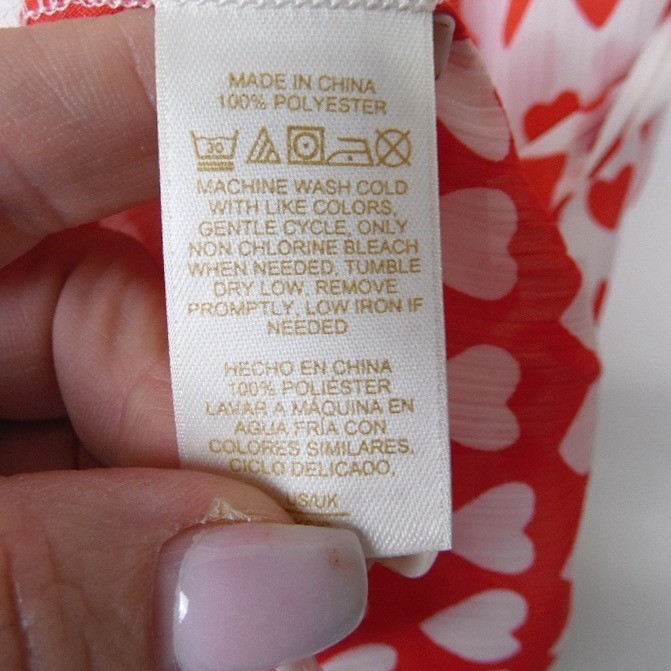 MADE IN CHINA
100% POLYESTER
30
MACHINE WASH COLD
WITH LIKE COLORS,
GENTLE CYCLE, ONLY
NON CHLORINE BLEACH
WHEN NEEDED, TUMBLE
DRY LOW, REMOVE
PROMPTLY, LOW IRON IF
NEEDED
HECHO EN CHINA
100% POLIESTER
LAVAR A MÁQUINA EN
AGUA FRÍA CON
COLORES SIMILARES,
CICLO DELICADO,
US/UK